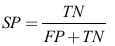 SP = TN / (FP + TN)